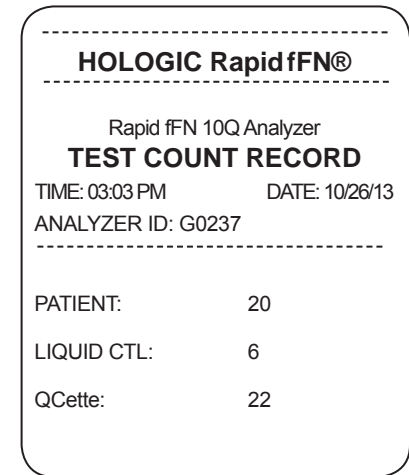 HOLOGIC Rapid fFN®
Rapid fFN 10Q Analyzer
TEST COUNT RECORD
TIME: 03:03 PM DATE: 10/26/13
ANALYZER ID: G0237
PATIENT: 20
LIQUID CTL: 6
QCette: 22